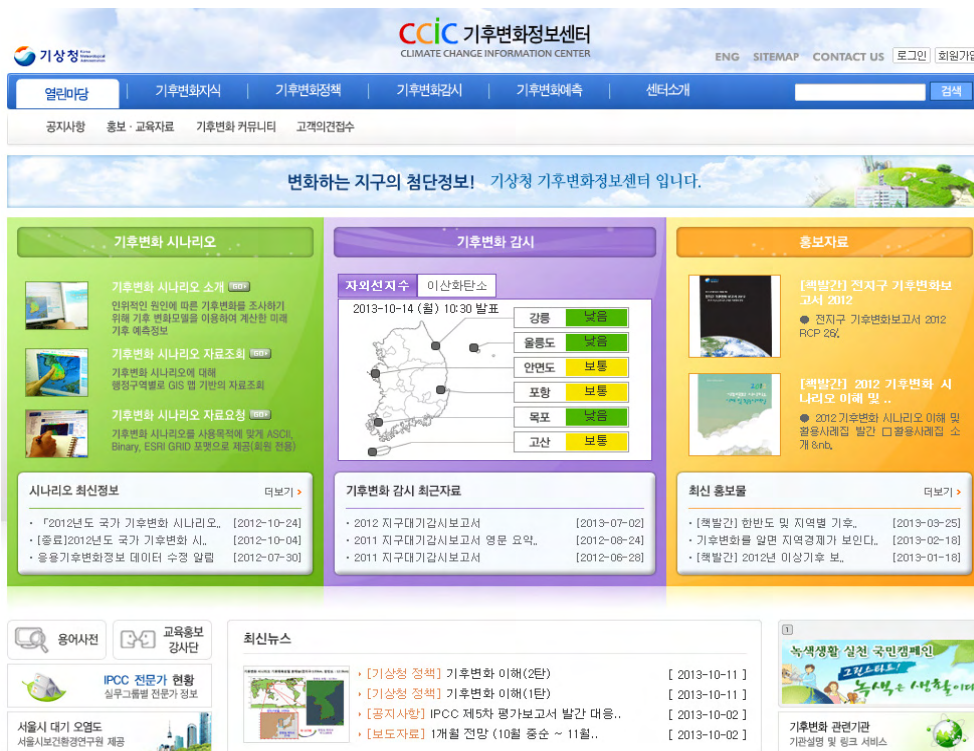 기상청
CCIC 기후변화정보센터
CLIMATE CHANGE INFORMATION CENTER
ENG SITEMAP CONTACT US 로그인 회원가입
열린마당 기후변화지식 기후변화정책 기후변화감시 기후변화예측 센터소개 검색
공지사항 홍보·교육자료 기후변화 커뮤니티 고객의견접수
변화하는 지구의 첨단정보! 기상청 기후변화정보센터 입니다.
기후변화 시나리오
기후변화 시나리오 소개 GO
인위적인 원인에 따른 기후변화를 조사하기
위해 기후 변화모델을 이용하여 계산한 미래
기후 예측정보
기후변화 시나리오 자료조회 GO
기후변화 시나리오에 대해
행정구역별로 GIS 맵 기반의 자료조회
기후변화 시나리오 자료요청 GO
기후변화 시나리오를 사용목적에 맞게 ASCII,
Binary, ESRI GRID 포맷으로 제공(회원 전용)
기후변화 감시
자외선지수 이산화탄소
2013-10-14 (월) 10:30 발표
강릉 낮음
울릉도 낮음
안면도 보통
포항 보통
목포 낮음
고산 보통
홍보자료
[책발간] 전지구 기후변화보
고서 2012
● 전지구 기후변화보고서 2012
RCP 26/,
[책발간] 2012 기후변화 시
나리오 이해 및 ..
● 2012기후변화 시나리오 이해 및
활용사례집 발간 □활용사례집 소
개&nb,
시나리오 최신정보 더보기 >
· 「2012년도 국가 기후변화 시나리오.. [2012-10-24]
· [종료]2012년도 국가 기후변화 시.. [2012-10-04]
· 응용기후변화정보 데이터 수정 알림 [2012-07-30]
기후변화 감시 최근자료
· 2012 지구대기감시보고서 [2013-07-02]
· 2011 지구대기감시보고서 영문 요약.. [2012-08-24]
· 2011 지구대기감시보고서 [2012-06-28]
최신 홍보물 더보기 >
· [책발간] 한반도 및 지역별 기후.. [2013-03-25]
· 기후변화를 알면 지역경제가 보인다.. [2013-02-18]
· [책발간] 2012년 이상기후 보.. [2013-01-18]
용어사전
교육홍보
강사단
IPCC 전문가 현황
실무그룹별 전문가 정보
서울시 대기 오염도
서울시보건환경연구원 제공
최신뉴스
[기상청 정책] 기후변화 이해(2탄) [ 2013-10-11 ]
[기상청 정책] 기후변화 이해(1탄) [ 2013-10-11 ]
[공지사항] IPCC 제5차 평가보고서 발간 대응.. [ 2013-10-02 ]
[보도자료] 1개월 전망 (10월 중순 ~ 11월.. [ 2013-10-02 ]
1
녹색생활 실천 국민캠페인
그린스타트!
녹색은 생활이다
기후변화 관련기관
기관설명 및 링크 서비스